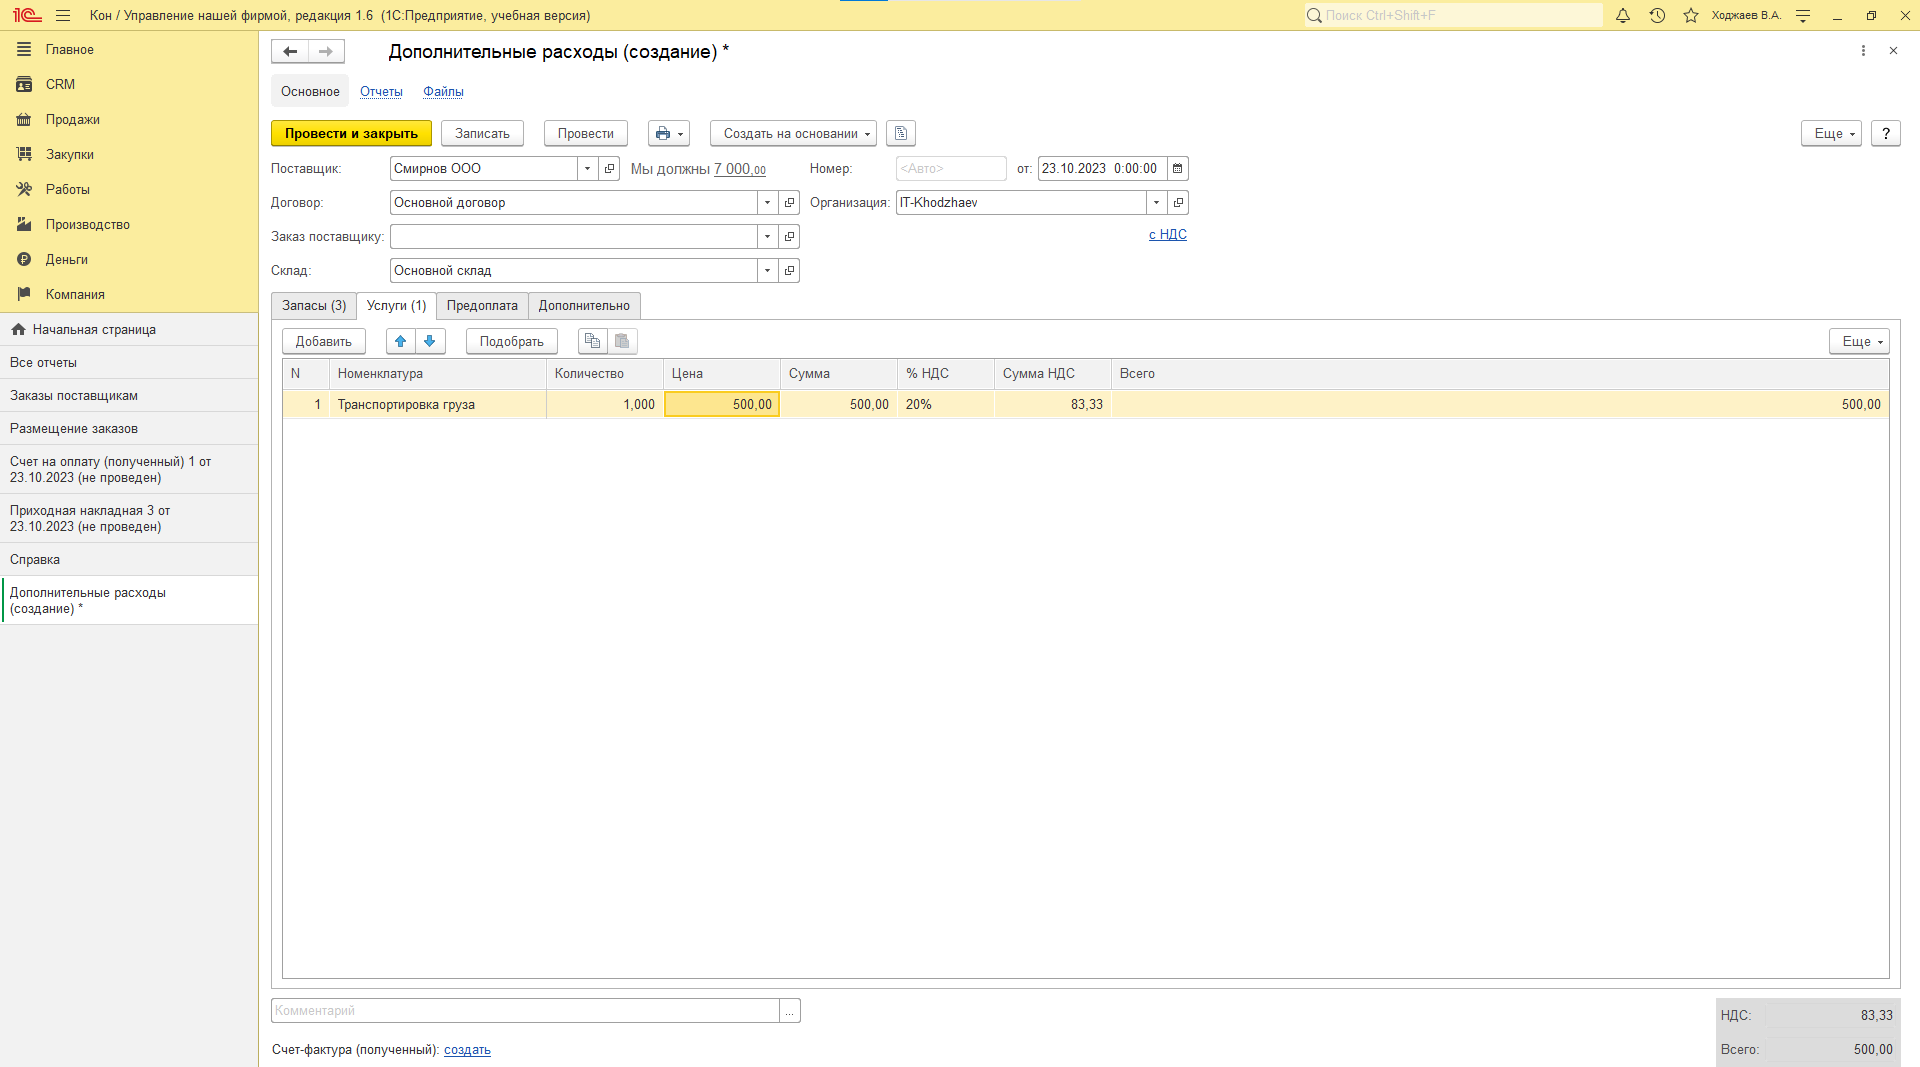 Кон / Управление нашей фирмой, редакция 1.6 (1С:Предприятие, учебная версия)
Поиск Ctrl+Shift+F
Ходжаев В.А.
Главное
CRM
Продажи
Закупки
Работы
Производство
Деньги
Компания
Начальная страница
Все отчеты
Заказы поставщикам
Размещение заказов
Счет на оплату (полученный) 1 от
23.10.2023 (не проведен)
Приходная накладная 3 от
23.10.2023 (не проведен)
Справка
Дополнительные расходы
(создание) *
Дополнительные расходы (создание) *
Основное Отчеты Файлы
Провести и закрыть Записать Провести Создать на основании Еще ?
Поставщик: Смирнов ООО Мы должны 7 000,00 Номер: <Авто> от: 23.10.2023 0:00:00
Договор: Основной договор Организация: IT-Khodzhaev
Заказ поставщику: с НДС
Склад: Основной склад
Запасы (3) Услуги (1) Предоплата Дополнительно
Добавить Подобрать Еще
N Номенклатура Количество Цена Сумма % НДС Сумма НДС Всего
1 Транспортировка груза 1,000 500,00 500,00 20% 83,33 500,00
Комментарий ...
НДС: 83,33
Счет-фактура (полученный): создать
Всего: 500,00